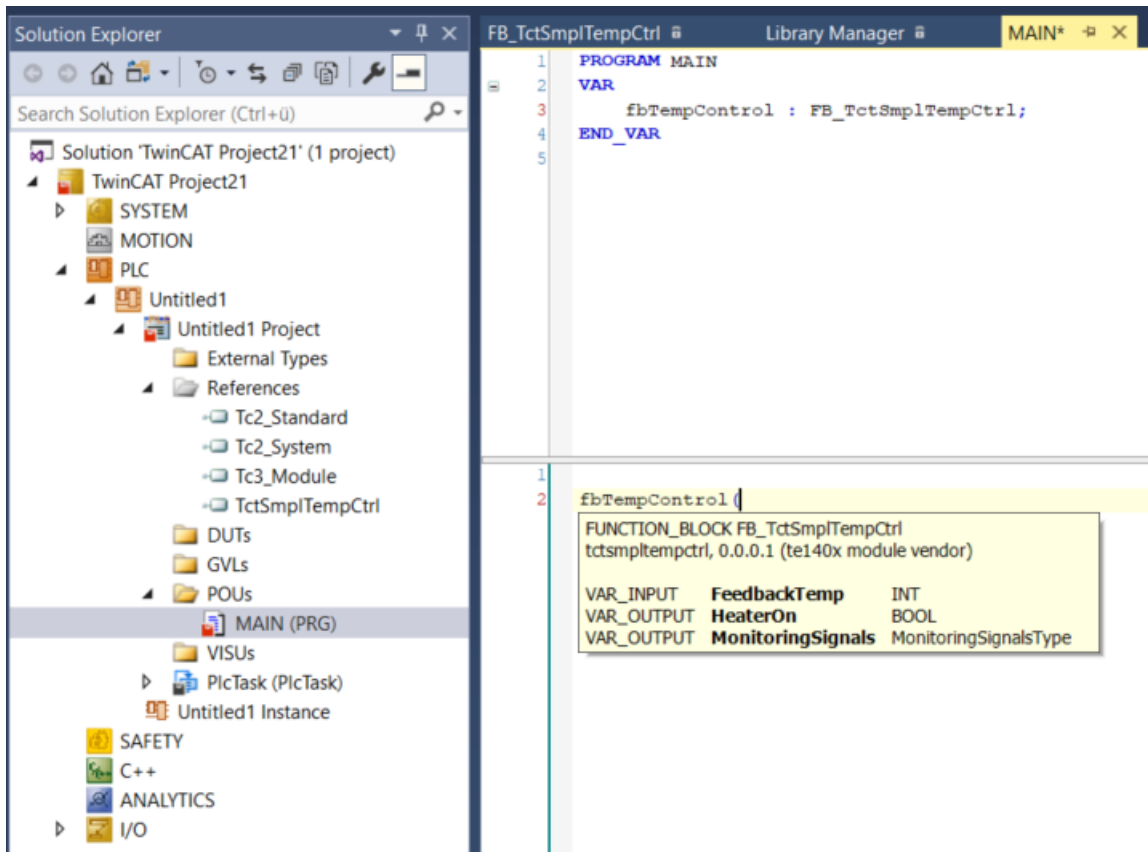 Solution Explorer
Search Solution Explorer (Ctrl+ü)
Solution 'TwinCAT Project21' (1 project)
TwinCAT Project21
SYSTEM
MOTION
PLC
Untitled1
Untitled1 Project
External Types
References
Tc2_Standard
Tc2_System
Tc3_Module
TctSmplTempCtrl
DUTs
GVLs
POUs
MAIN (PRG)
VISUs
PlcTask (PlcTask)
Untitled1 Instance
SAFETY
C++
ANALYTICS
I/O
FB_TctSmplTempCtrl Library Manager MAIN*
1 PROGRAM MAIN
2 VAR
3 fbTempControl : FB_TctSmplTempCtrl;
4 END_VAR
5
1
2 fbTempControl(
FUNCTION_BLOCK FB_TctSmplTempCtrl
tctsmpltempctrl, 0.0.0.1 (te140x module vendor)
VAR_INPUT FeedbackTemp INT
VAR_OUTPUT HeaterOn BOOL
VAR_OUTPUT MonitoringSignals MonitoringSignalsType